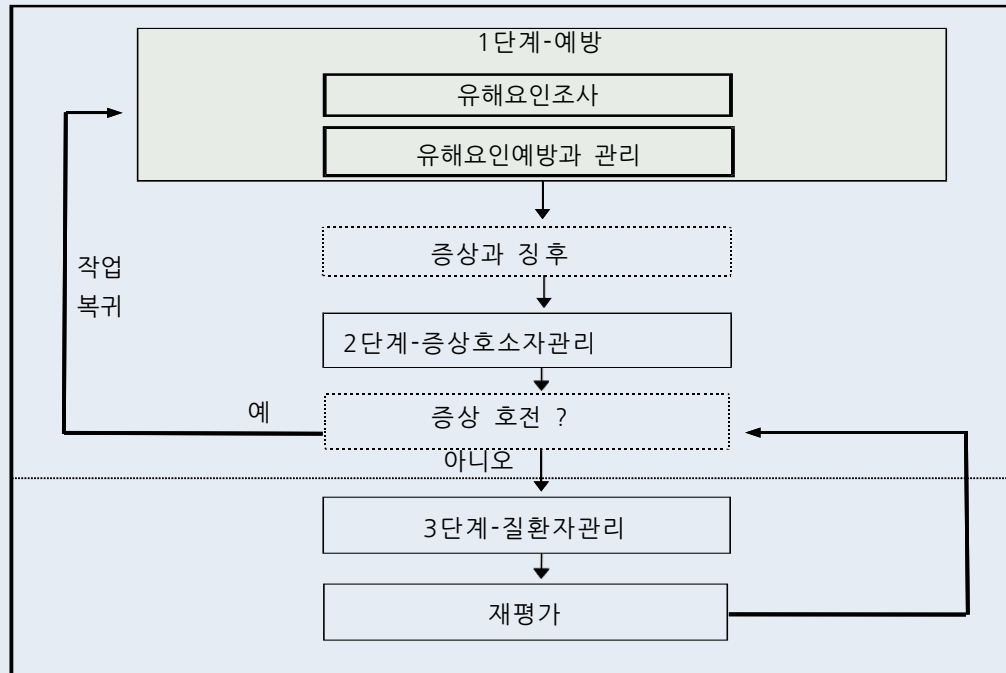 1단계-예방
유해요인조사
유해요인예방과 관리
증상과 징후
작업
복귀
2단계-증상호소자관리
예
증상 호전 ?
아니오
3단계-질환자관리
재평가